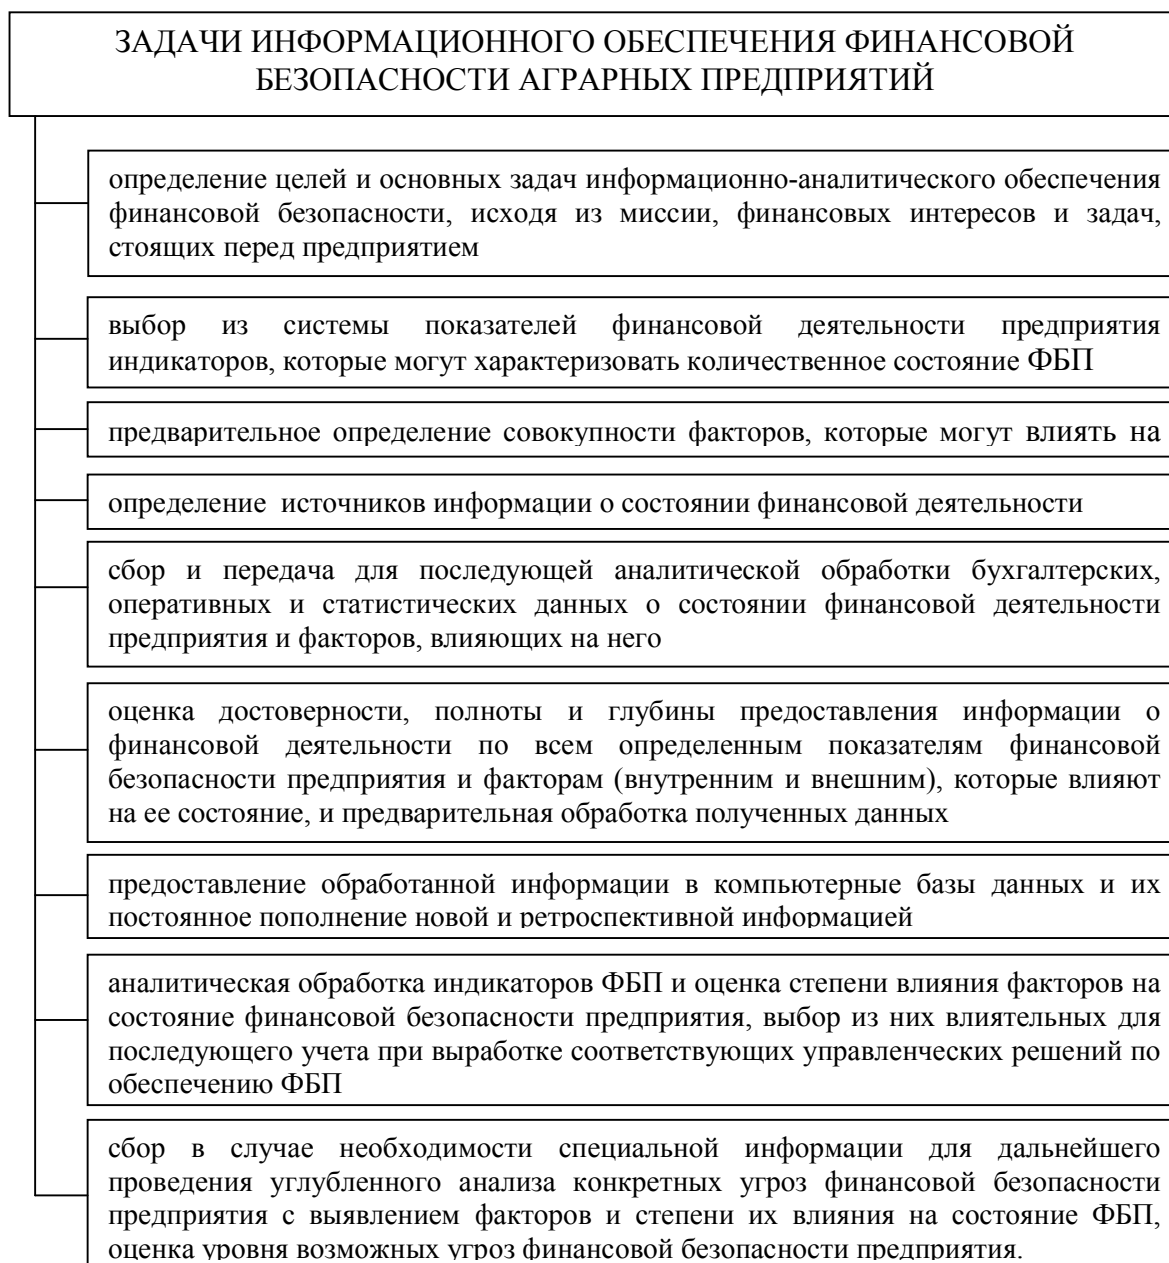 ЗАДАЧИ ИНФОРМАЦИОННОГО ОБЕСПЕЧЕНИЯ ФИНАНСОВОЙ
БЕЗОПАСНОСТИ АГРАРНЫХ ПРЕДПРИЯТИЙ
определение целей и основных задач информационно-аналитического обеспечения
финансовой безопасности, исходя из миссии, финансовых интересов и задач,
стоящих перед предприятием
выбор из системы показателей финансовой деятельности предприятия
индикаторов, которые могут характеризовать количественное состояние ФБП
предварительное определение совокупности факторов, которые могут влиять на
определение источников информации о состоянии финансовой деятельности
сбор и передача для последующей аналитической обработки бухгалтерских,
оперативных и статистических данных о состоянии финансовой деятельности
предприятия и факторов, влияющих на него
оценка достоверности, полноты и глубины предоставления информации о
финансовой деятельности по всем определенным показателям финансовой
безопасности предприятия и факторам (внутренним и внешним), которые влияют
на ее состояние, и предварительная обработка полученных данных
предоставление обработанной информации в компьютерные базы данных и их
постоянное пополнение новой и ретроспективной информацией
аналитическая обработка индикаторов ФБП и оценка степени влияния факторов на
состояние финансовой безопасности предприятия, выбор из них влиятельных для
последующего учета при выработке соответствующих управленческих решений по
обеспечению ФБП
сбор в случае необходимости специальной информации для дальнейшего
проведения углубленного анализа конкретных угроз финансовой безопасности
предприятия с выявлением факторов и степени их влияния на состояние ФБП,
оценка уровня возможных угроз финансовой безопасности предприятия.